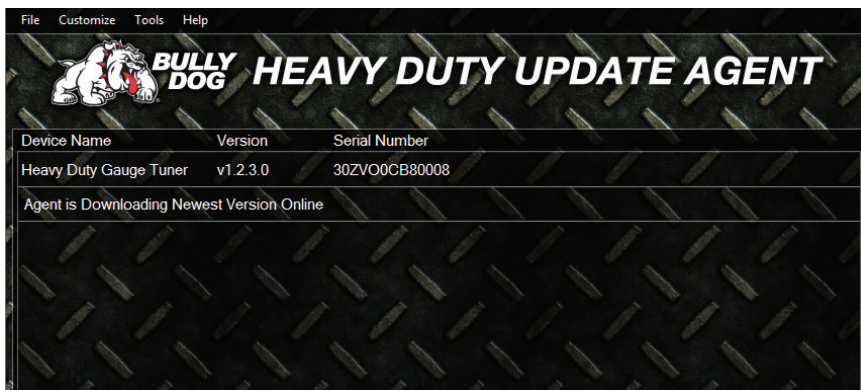 File Customize Tools Help
BULLY DOG HEAVY DUTY UPDATE AGENT
Device Name Version Serial Number
Heavy Duty Gauge Tuner v1.2.3.0 30ZVO0CB80008
Agent is Downloading Newest Version Online